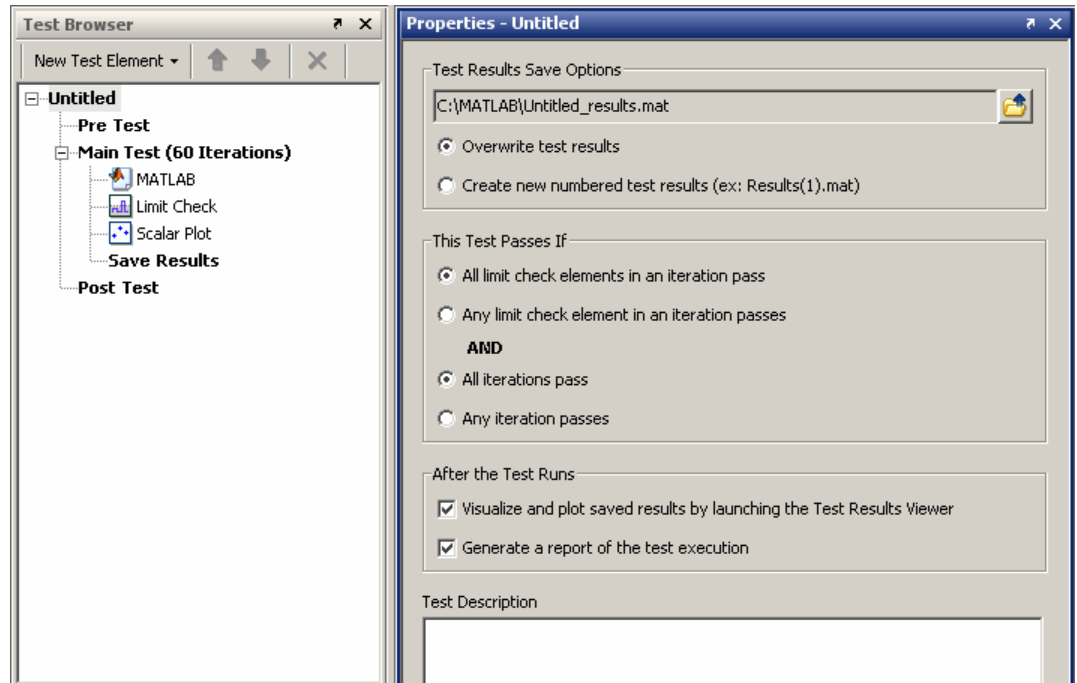 Test Browser
New Test Element
Untitled
Pre Test
Main Test (60 Iterations)
MATLAB
Limit Check
Scalar Plot
Save Results
Post Test
Properties - Untitled
Test Results Save Options
C:\MATLAB\Untitled_results.mat
Overwrite test results
Create new numbered test results (ex: Results(1).mat)
This Test Passes If
All limit check elements in an iteration pass
Any limit check element in an iteration passes
AND
All iterations pass
Any iteration passes
After the Test Runs
Visualize and plot saved results by launching the Test Results Viewer
Generate a report of the test execution
Test Description